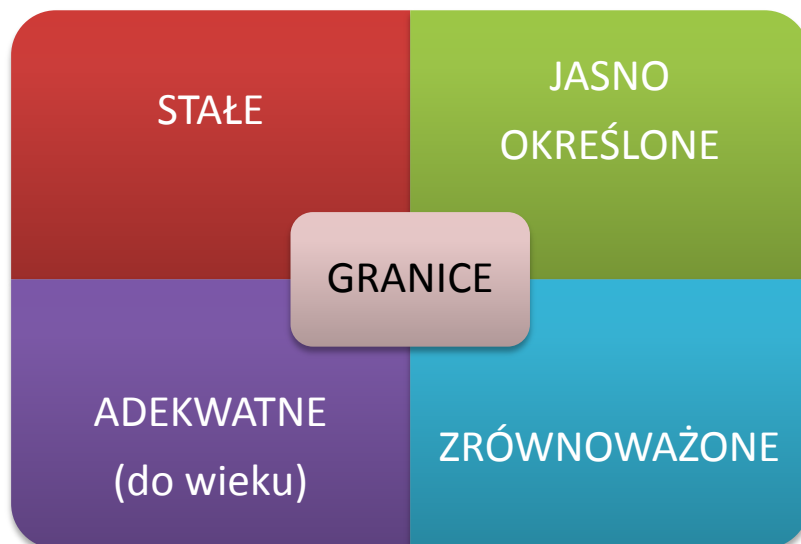 STAŁE
JASNO
OKREŚLONE
GRANICE
ADEKWATNE
(do wieku)
ZRÓWNOWAŻONE